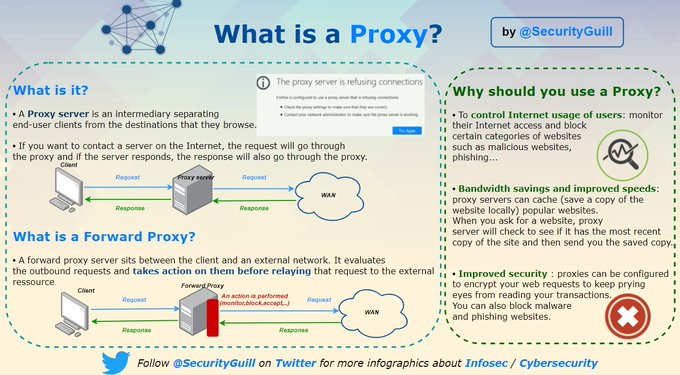 What is a Proxy?
by @SecurityGuill
What is it?
The proxy server is refusing connections
Firefox is configured to use a proxy server that is refusing connections.
Check the proxy settings to make sure that they are correct
Contact your network administrator to make sure the proxy server is working.
Try Again
• A Proxy server is an intermediary separating
end-user clients from the destinations that they browse.
• If you want to contact a server on the Internet, the request will go through
the proxy and if the server responds, the response will also go through the proxy.
Client
Request
Response
Proxy server
Request
Response
WAN
What is a Forward Proxy?
• A forward proxy server sits between the client and an external network. It evaluates
the outbound requests and takes action on them before relaying that request to the external
ressource.
Client
Request
Response
Forward Proxy
An action is performed
(monitor,block,accept,..)
Request
Response
WAN
Why should you use a Proxy?
• To control Internet usage of users: monitor
their Internet access and block
certain categories of websites
such as malicious websites,
phishing...
• Bandwidth savings and improved speeds:
proxy servers can cache (save a copy of the
website locally) popular websites.
When you ask for a website, proxy
server will check to see if it has the most recent
copy of the site and then send you the saved copy.
• Improved security : proxies can be configured
to encrypt your web requests to keep prying
eyes from reading your transactions.
You can also block malware
and phishing websites.
Follow @SecurityGuill on Twitter for more infographics about Infosec / Cybersecurity